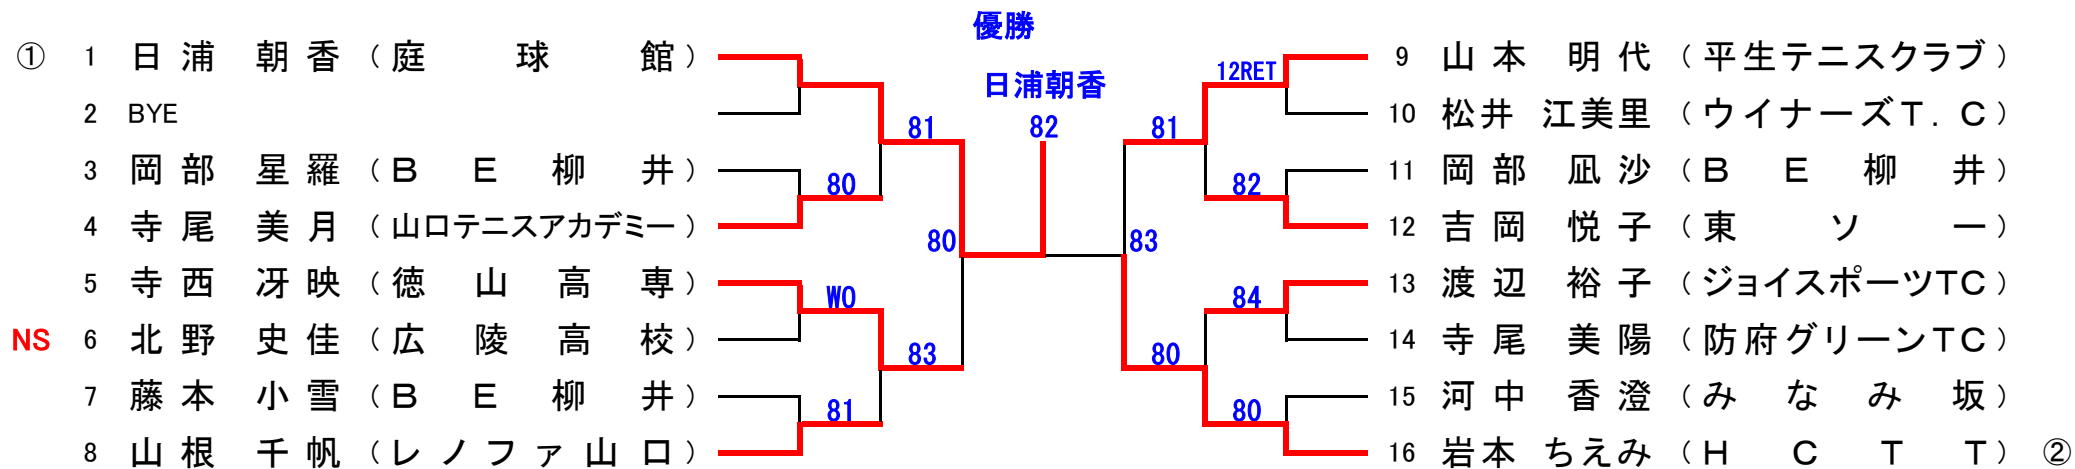 優勝
日浦朝香
82
① 1 日浦 朝香 (庭球館)
2 BYE
3 岡部 星羅 (BE柳井)
4 寺尾 美月 (山口テニスアカデミー)
5 寺西 冴映 (徳山高専)
NS 6 北野 史佳 (広陵高校)
7 藤本 小雪 (BE柳井)
8 山根 千帆 (レノファ山口)
81
80
80
WO
83
81
9 山本 明代 (平生テニスクラブ)
10 松井 江美里 (ウイナーズT.C)
11 岡部 凪沙 (BE柳井)
12 吉岡 悦子 (東ソー)
13 渡辺 裕子 (ジョイスポーツTC)
14 寺尾 美陽 (防府グリーンTC)
15 河中 香澄 (みなみ坂)
16 岩本 ちえみ (HCTT) ②
12RET
81
82
83
84
80
80